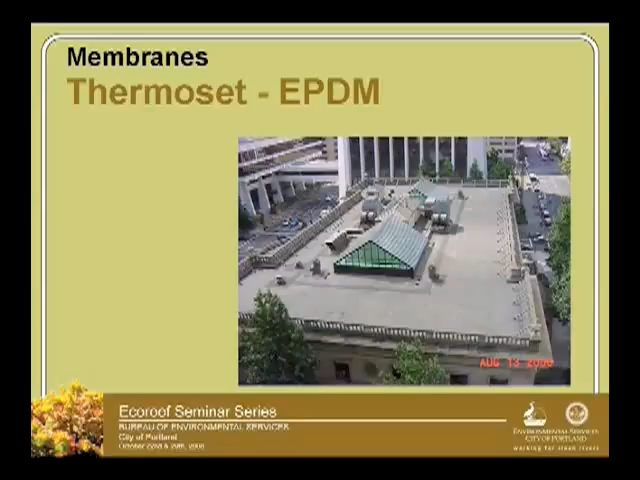 Membranes
Thermoset - EPDM
AUG 13
Ecoroof Seminar Series
BUREAU OF ENVIRONMENTAL SERVICES
City of Portland
ENVIRONMENTAL SERVICES
CITY OF PORTLAND
working for clean rivers